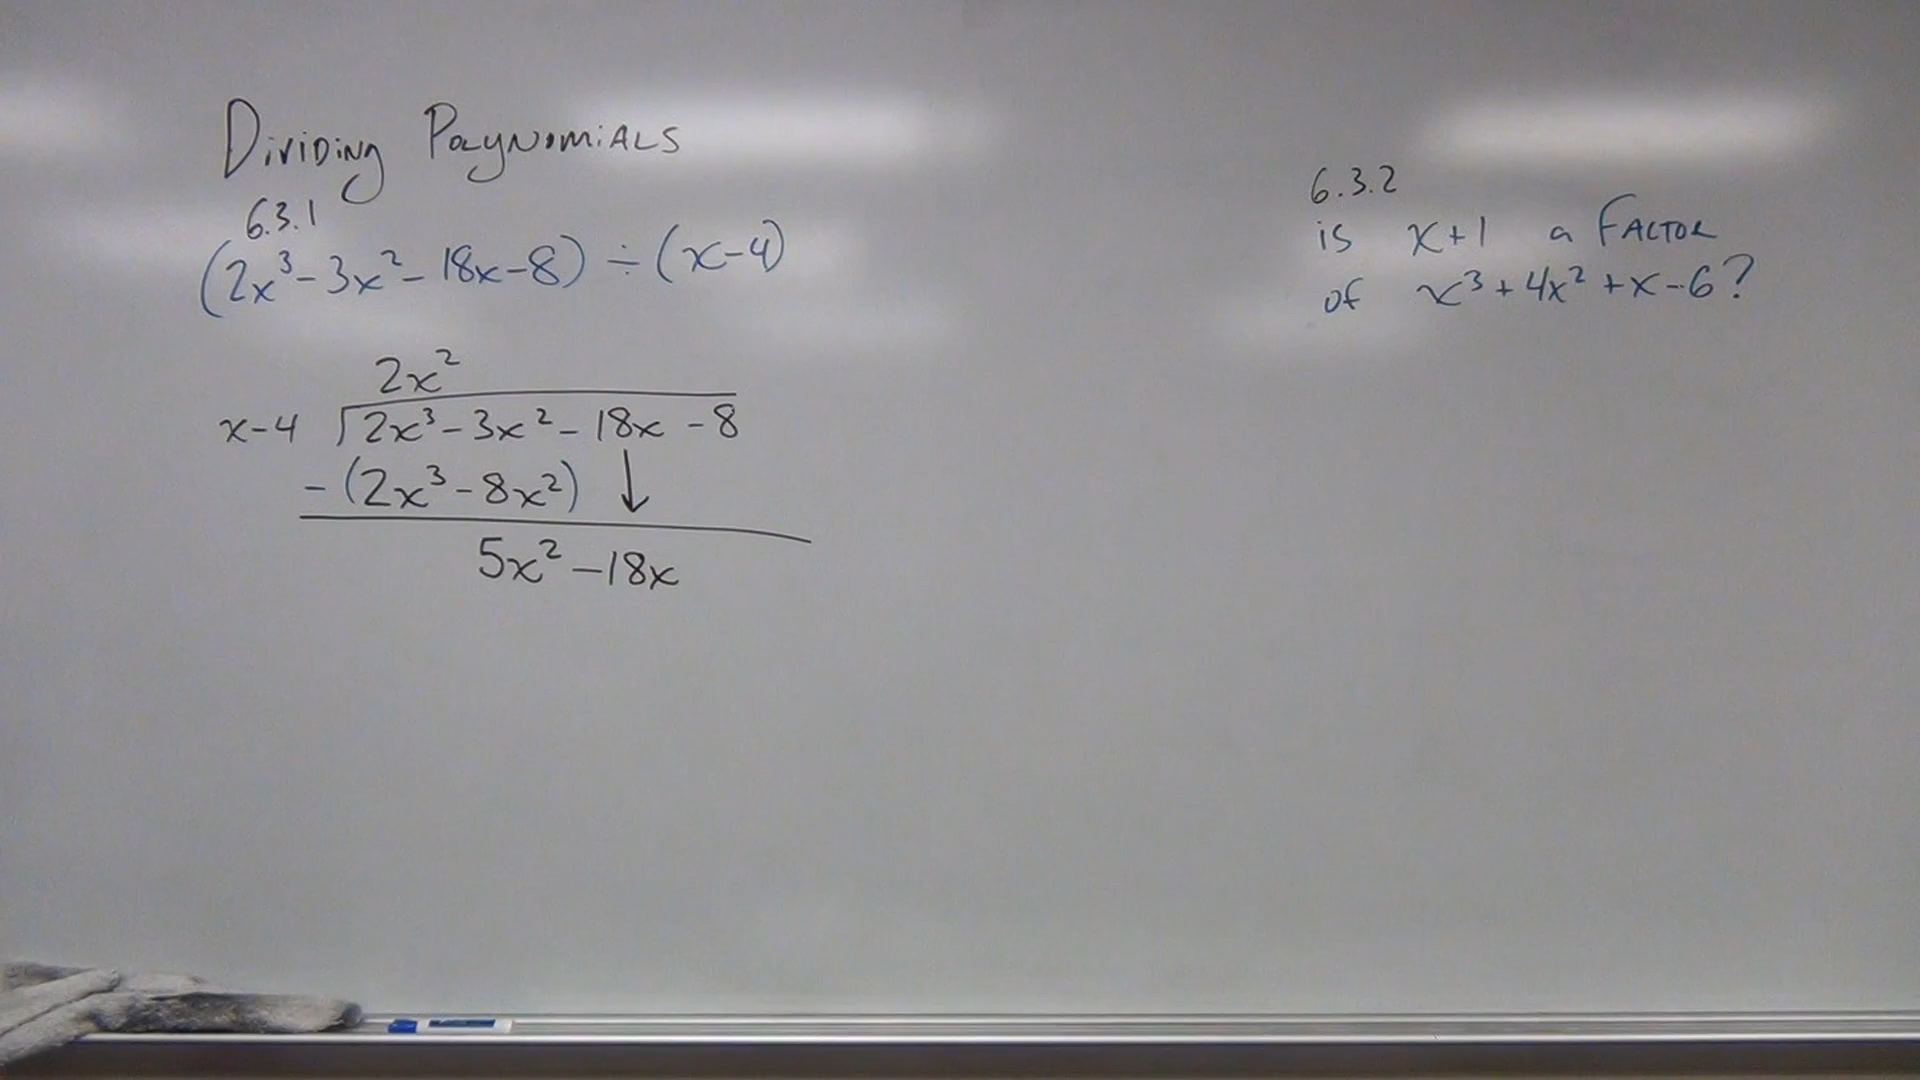 Dividing Polynomials
6.3.1
(2x³-3x²-18x-8) ÷ (x-4)
2x²
x-4 √2x³-3x²-18x-8
-(2x³-8x²) ↓
5x²-18x
6.3.2
is x+1 a FACTOR
of x³+4x²+x-6?